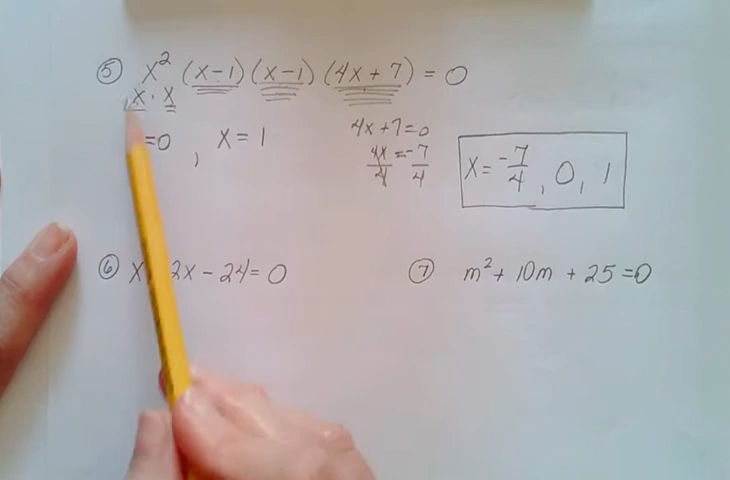 ⑤ x² (x-1)(x-1)(4x+7) = 0
x · x
=0 , x = 1
4x+7=0
4x/4 = -7/4
x = -7/4 , 0 , 1
⑥ x 2x - 24 = 0
⑦ m² + 10m + 25 = 0